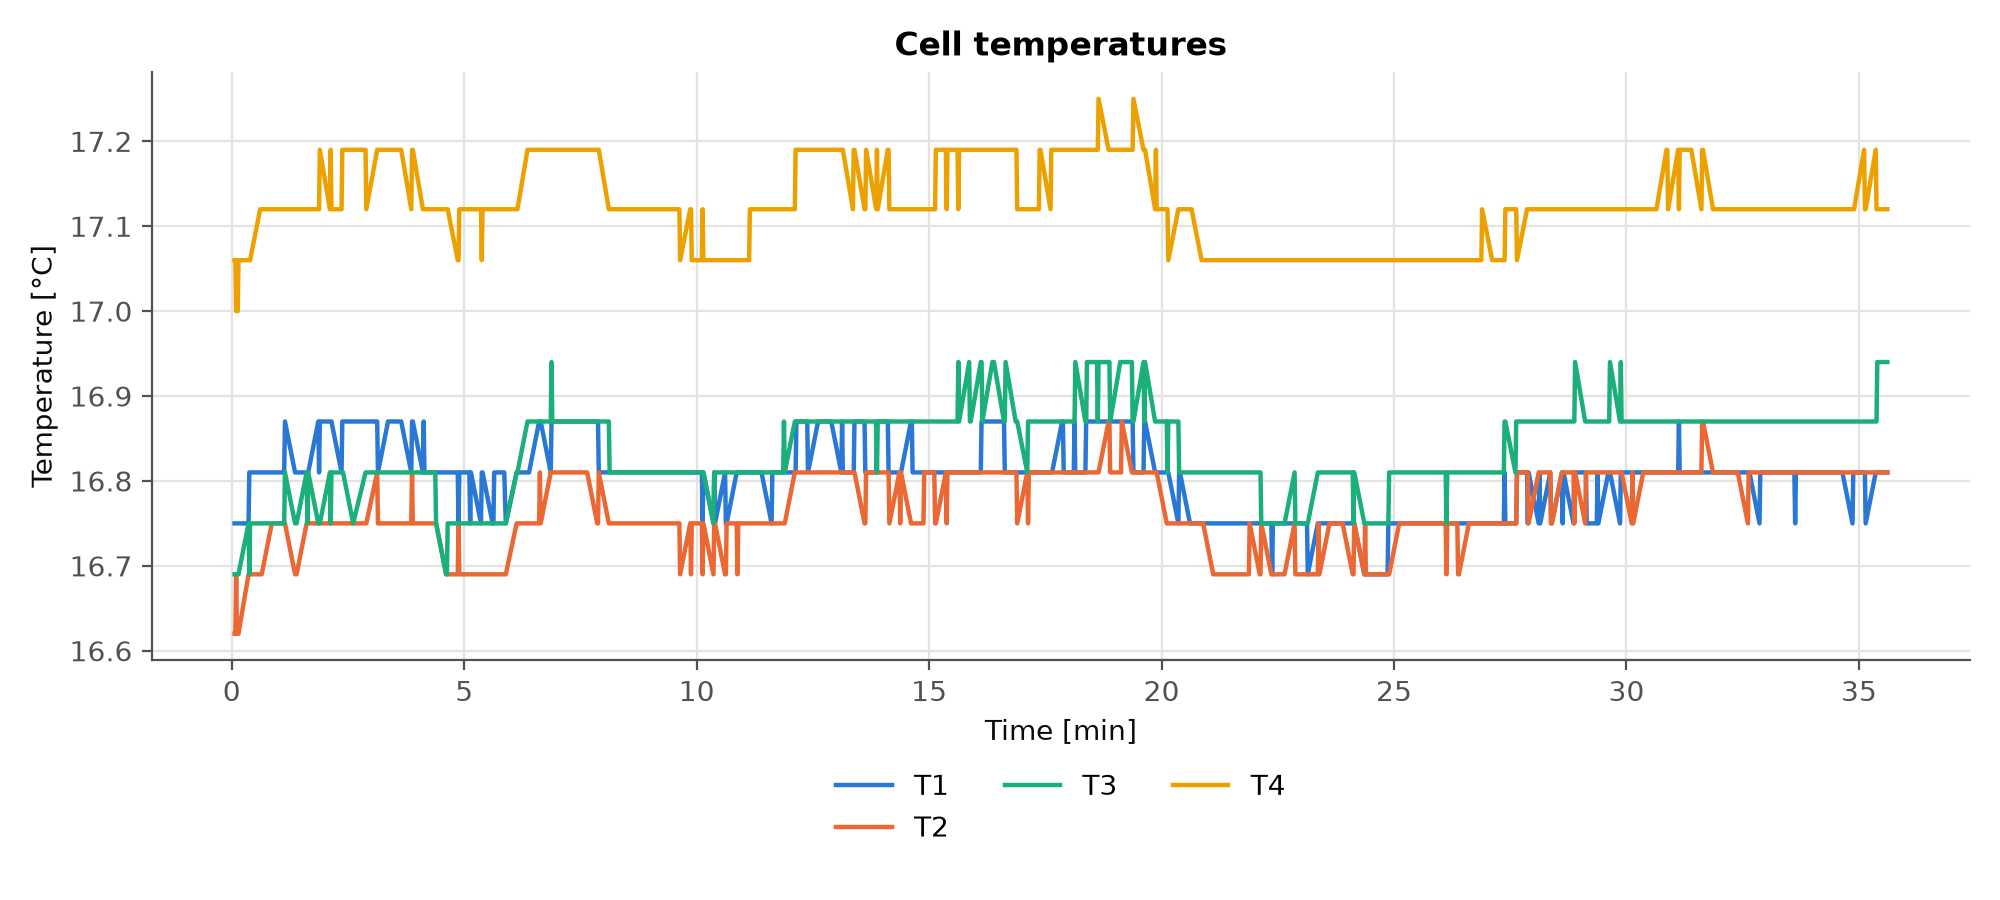 Cell temperatures
Temperature [°C]
17.2
17.1
17.0
16.9
16.8
16.7
16.6
0 5 10 15 20 25 30 35
Time [min]
T1 T3 T4
T2